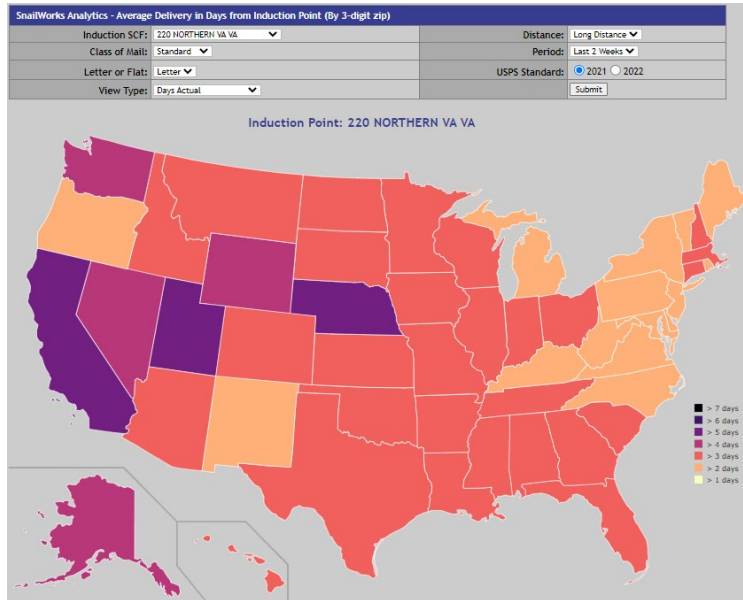 SnailWorks Analytics - Average Delivery in Days from Induction Point (By 3-digit zip)
Induction SCF: 220 NORTHERN VA VA Distance: Long Distance
Class of Mail: Standard Period: Last 2 Weeks
Letter or Flat: Letter USPS Standard: 2021 2022
View Type: Days Actual Submit
Induction Point: 220 NORTHERN VA VA
> 7 days
> 6 days
> 5 days
> 4 days
> 3 days
> 2 days
> 1 days